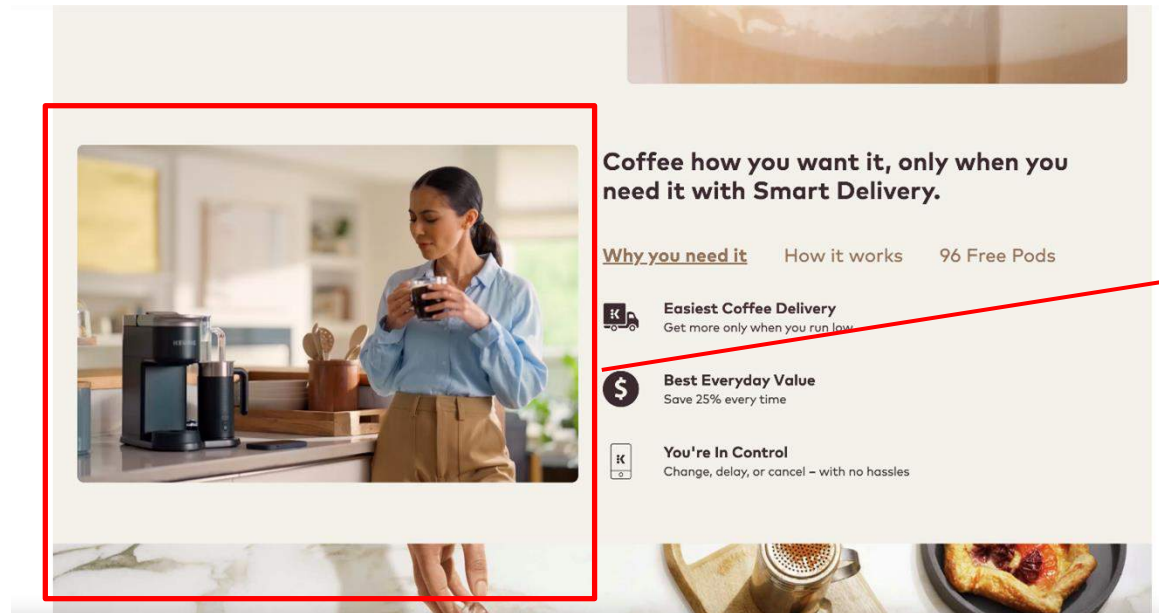 Coffee how you want it, only when you
need it with Smart Delivery.
Why you need it How it works 96 Free Pods
Easiest Coffee Delivery
Get more only when you run low
Best Everyday Value
Save 25% every time
You're In Control
Change, delay, or cancel – with no hassles
KEURIG
K
K
$